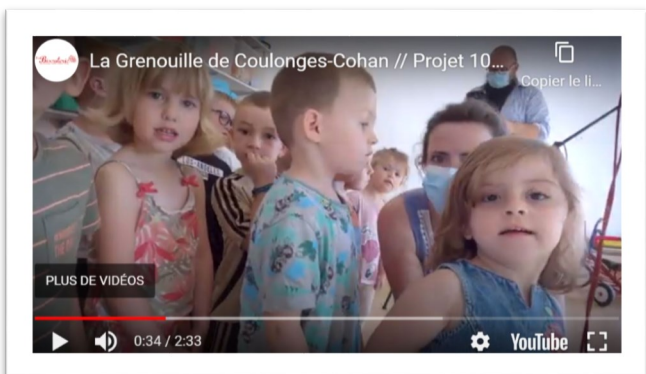 La Grenouille de Coulonges-Cohan // Projet 10...
Copier le li...
PLUS DE VIDÉOS
0:34 / 2:33
YouTube